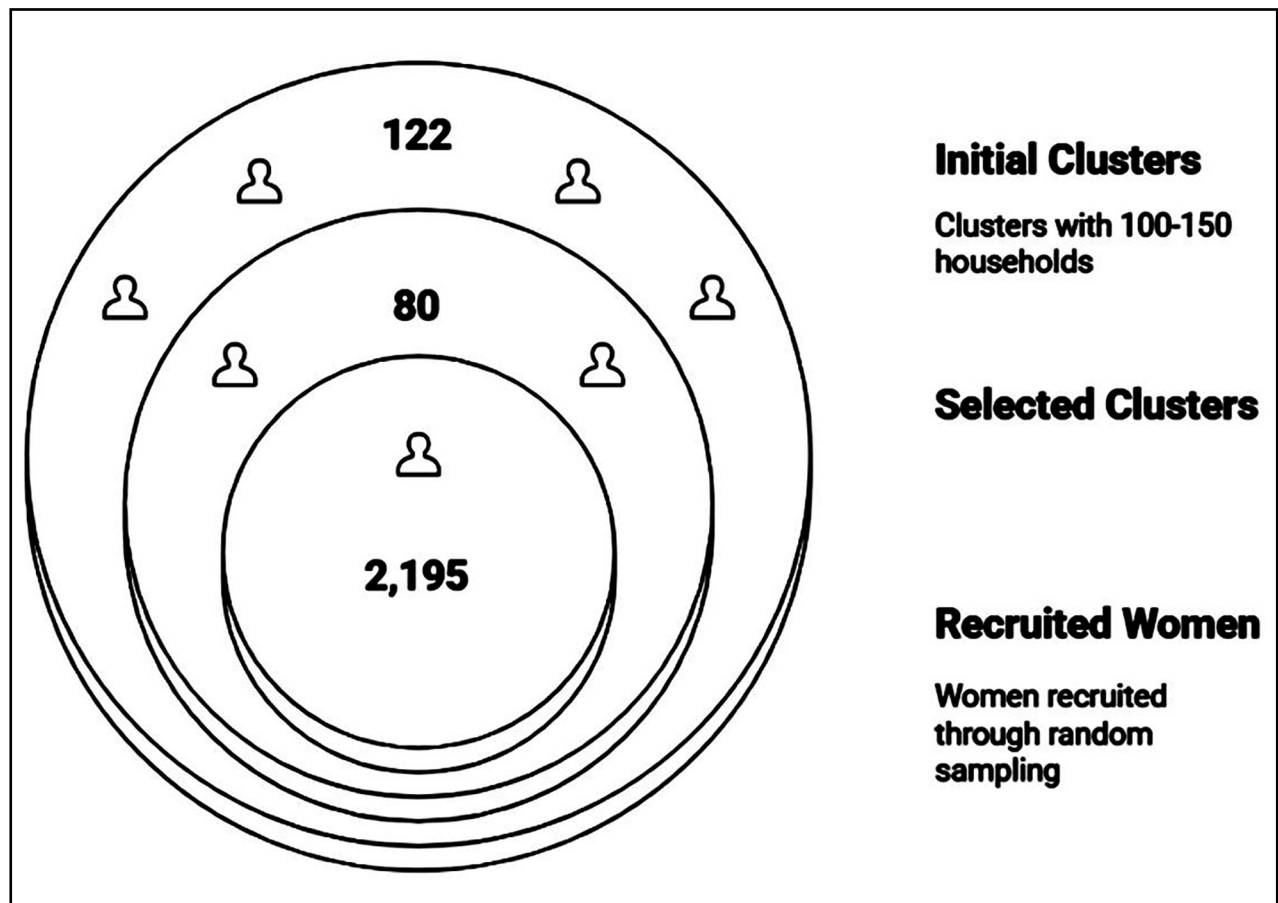 122
Initial Clusters
Clusters with 100-150
households
80
Selected Clusters
2,195
Recruited Women
Women recruited
through random
sampling